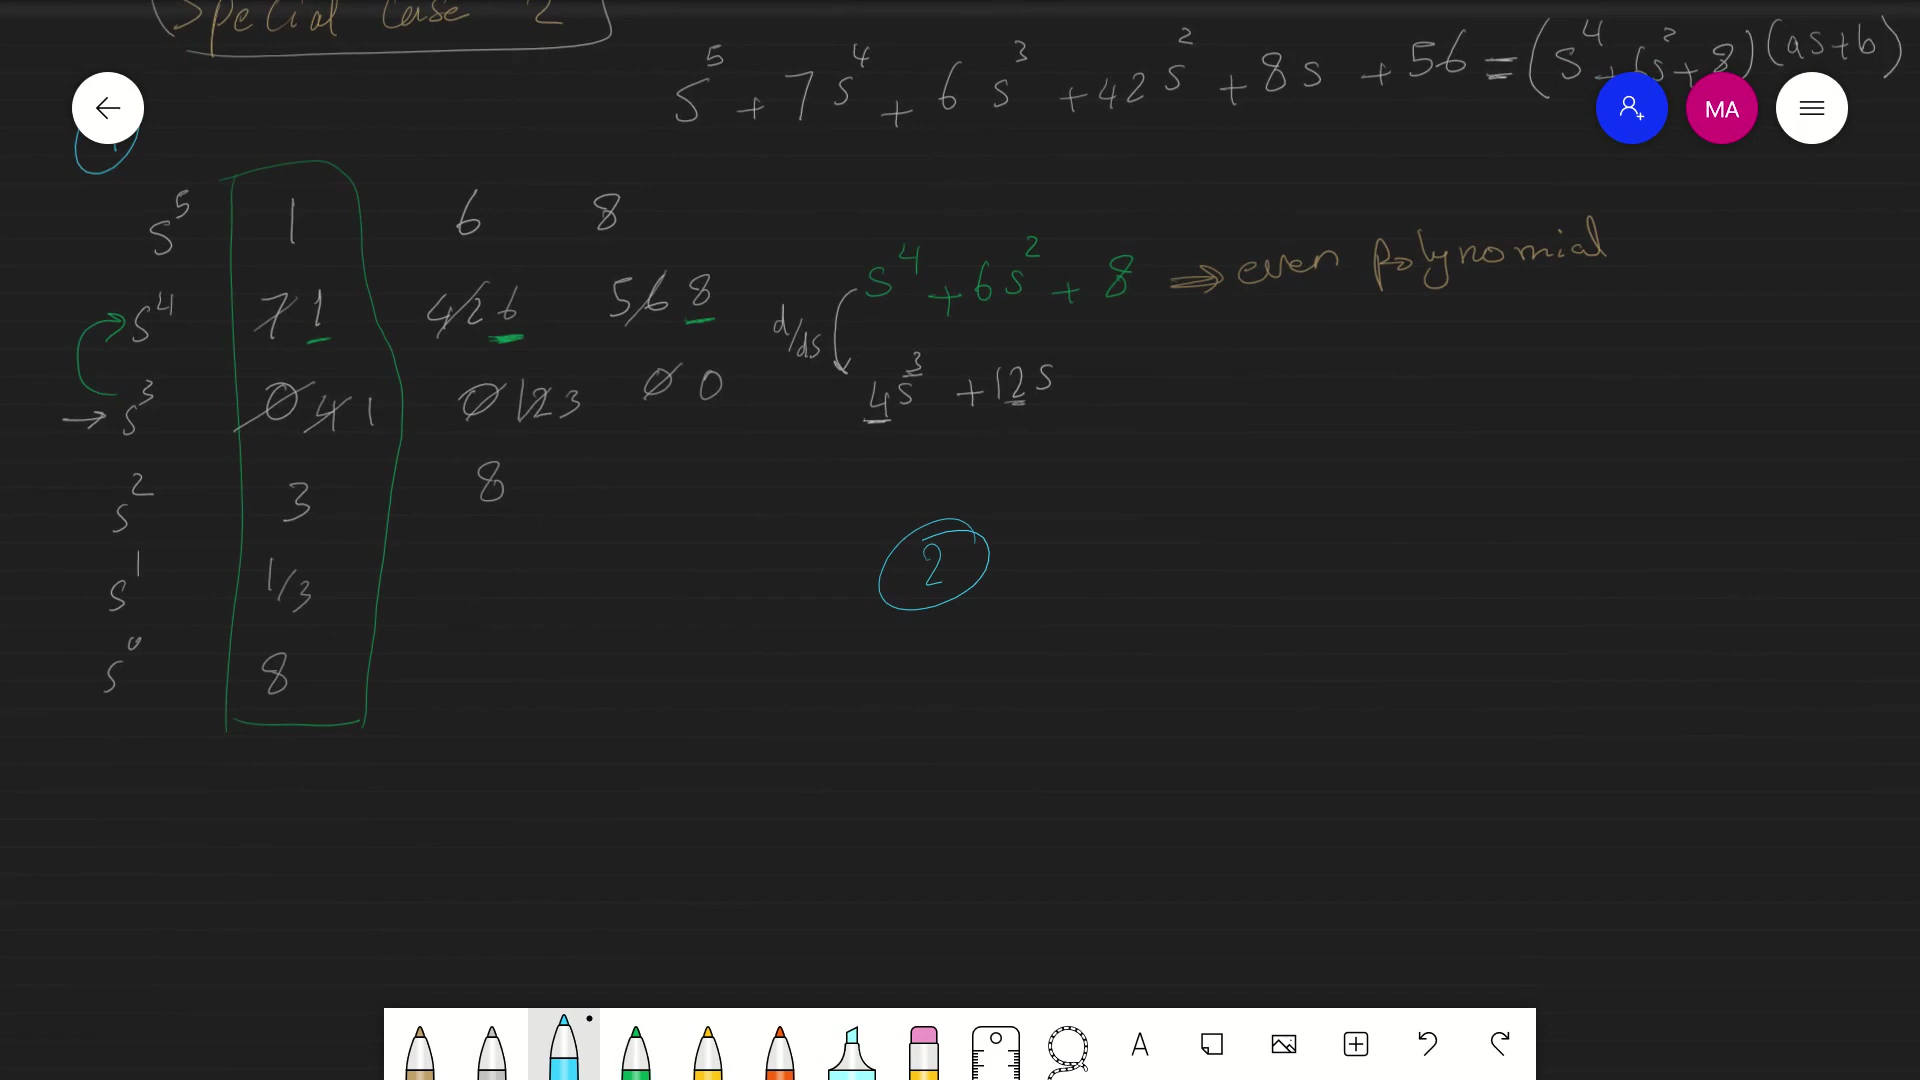 Special Case 2
s^5 + 7s^4 + 6s^3 + 42s^2 + 8s + 56 = (s^4 + 6s^2 + 8)(as+b)
MA
s^5 1 6 8
s^4 7 1 42 6 56 8
s^4 + 6s^2 + 8 ⇒ even polynomial
d/ds
→ s^3 0 4 1 0 12 3 0 0
4s^3 + 12s
s^2 3 8
2
s^1 1/3
s^0 8
A